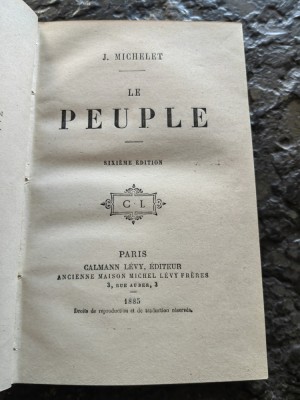 J. MICHELET
LE
PEUPLE
SIXIÈME ÉDITION
C L
PARIS
CALMANN LÉVY, ÉDITEUR
ANCIENNE MAISON MICHEL LÉVY FRÈRES
3, RUE AUBER, 3
1885
Droits de reproduction et de traduction réservés.